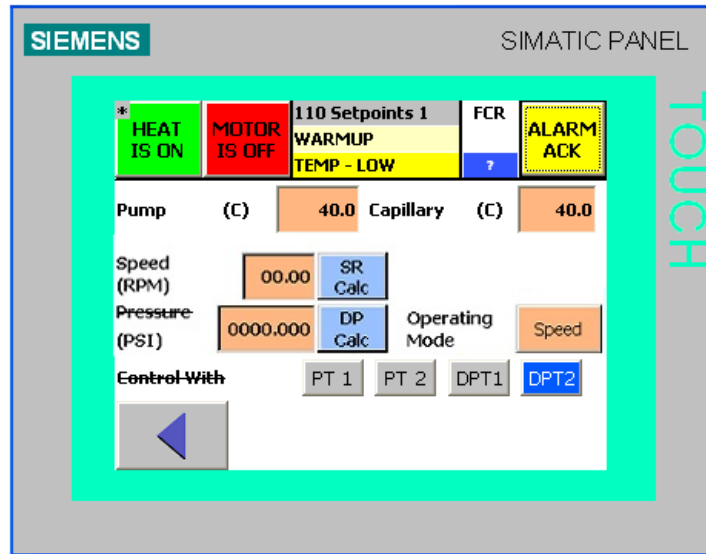 SIEMENS
SIMATIC PANEL
TOUCH
*
HEAT
IS ON
MOTOR
IS OFF
110 Setpoints 1
WARMUP
TEMP - LOW
FCR
?
ALARM
ACK
Pump (C) 40.0 Capillary (C) 40.0
Speed
(RPM)
00.00
SR
Calc
Pressure
(PSI)
0000.000
DP
Calc
Operating
Mode
Speed
Control With PT 1 PT 2 DPT1 DPT2